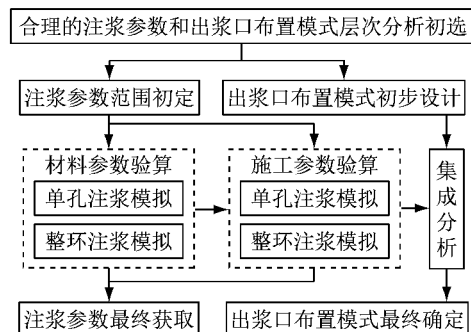 合理的注浆参数和出浆口布置模式层次分析初选
注浆参数范围初定
出浆口布置模式初步设计
材料参数验算
单孔注浆模拟
整环注浆模拟
施工参数验算
单孔注浆模拟
整环注浆模拟
集成分析
注浆参数最终获取
出浆口布置模式最终确定